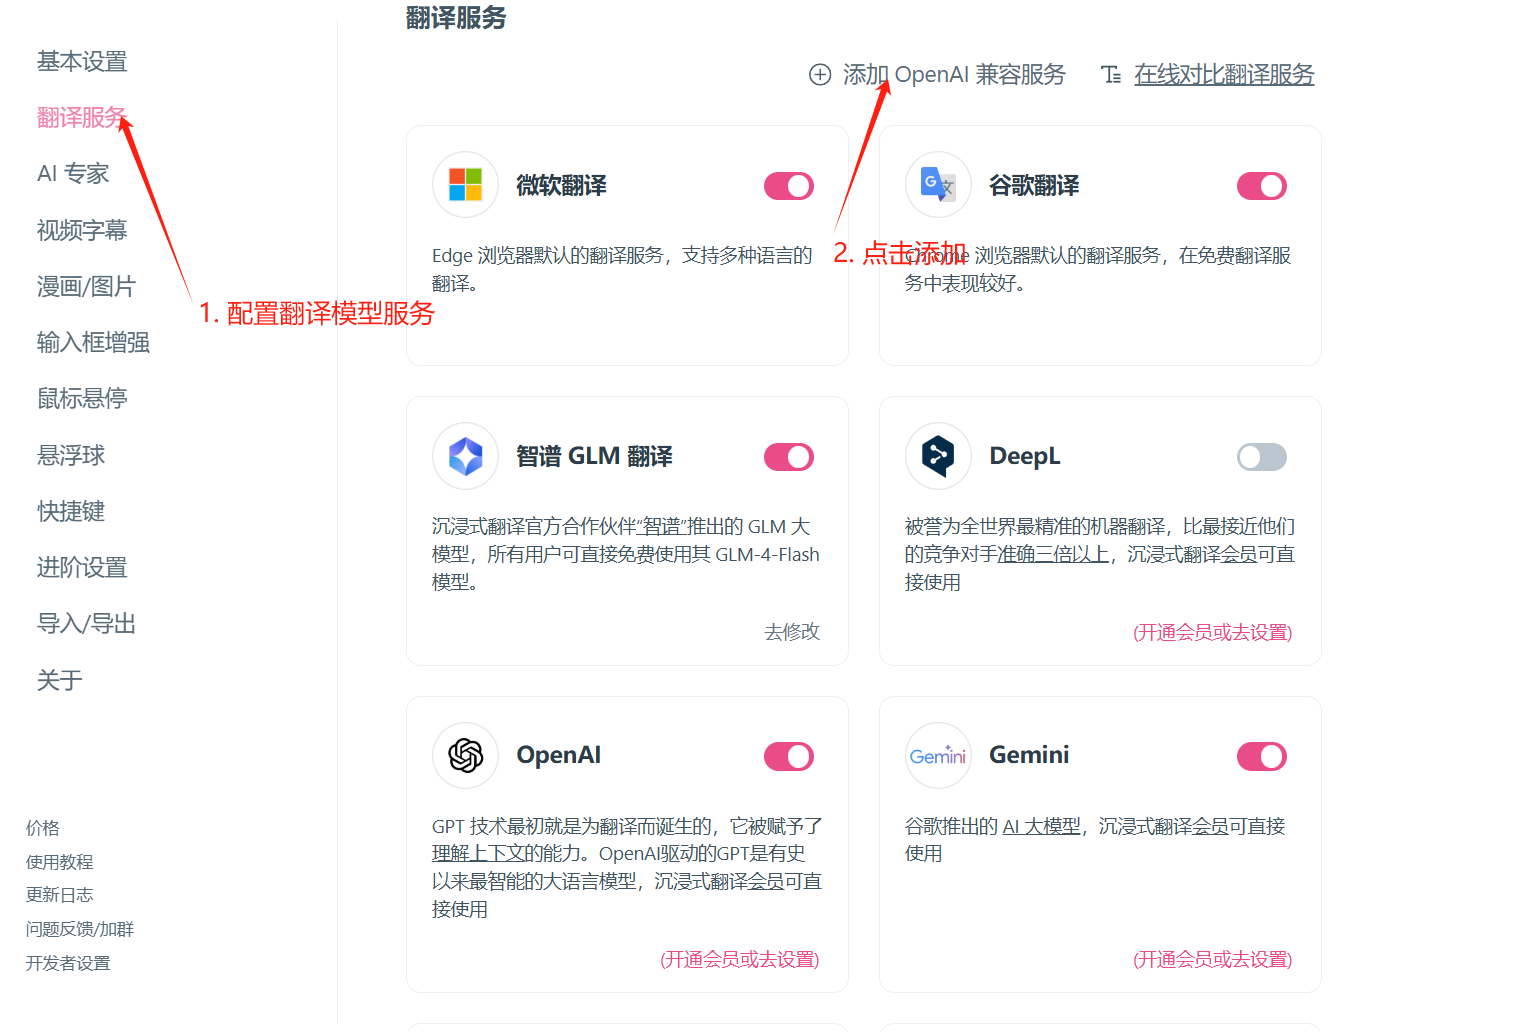 翻译服务
添加 OpenAI 兼容服务
在线对比翻译服务
基本设置
翻译服务
AI 专家
视频字幕
漫画/图片
输入框增强
鼠标悬停
悬浮球
快捷键
进阶设置
导入/导出
关于
价格
使用教程
更新日志
问题反馈/加群
开发者设置
1. 配置翻译模型服务
2. 点击添加
微软翻译
Edge 浏览器默认的翻译服务，支持多种语言的
翻译。
谷歌翻译
Chrome 浏览器默认的翻译服务，在免费翻译服
务中表现较好。
智谱 GLM 翻译
沉浸式翻译官方合作伙伴“智谱”推出的 GLM 大
模型，所有用户可直接免费使用其 GLM-4-Flash
模型。
去修改
DeepL
被誉为全世界最精准的机器翻译，比最接近他们
的竞争对手准确三倍以上，沉浸式翻译会员可直
接使用
(开通会员或去设置)
OpenAI
GPT 技术最初就是为翻译而诞生的，它被赋予了
理解上下文的能力。OpenAI驱动的GPT是有史
以来最智能的大语言模型，沉浸式翻译会员可直
接使用
(开通会员或去设置)
Gemini
Gemini
谷歌推出的 AI 大模型，沉浸式翻译会员可直接
使用
(开通会员或去设置)